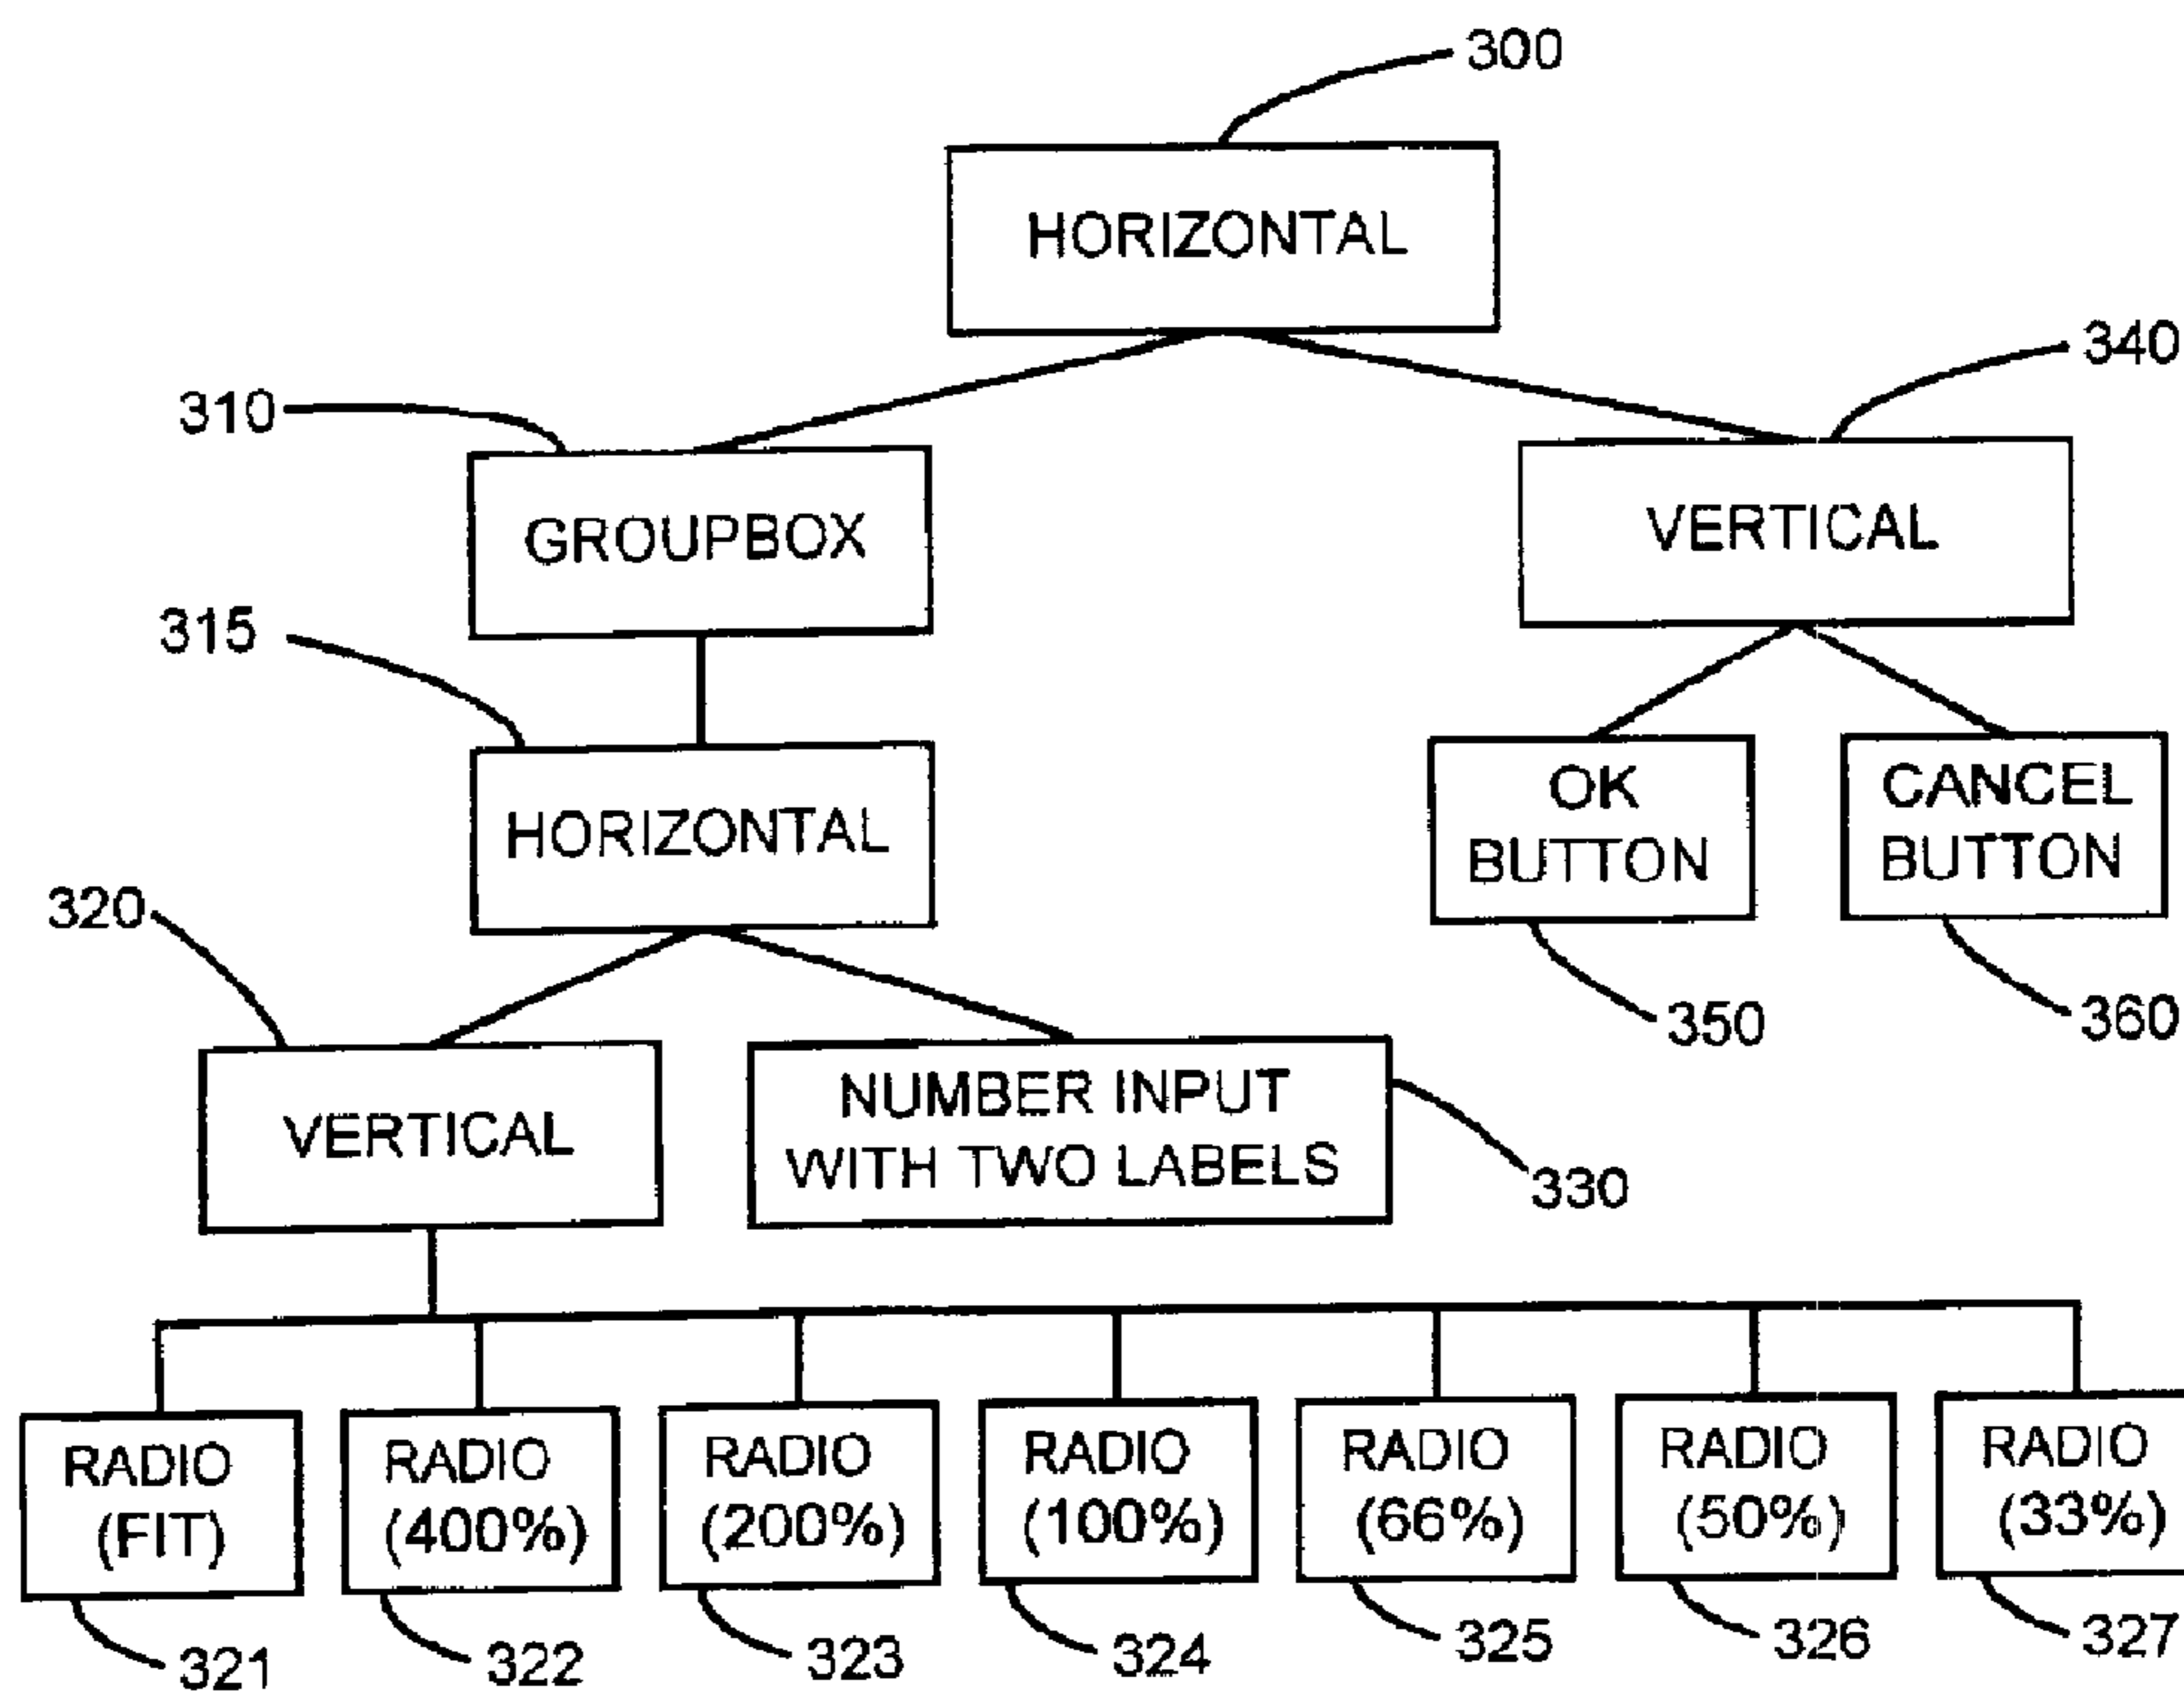 300
HORIZONTAL
340
310
GROUPBOX
VERTICAL
315
HORIZONTAL
OK
BUTTON
CANCEL
BUTTON
320
350
360
VERTICAL
NUMBER INPUT
WITH TWO LABELS
330
RADIO
(FIT)
RADIO
(400%)
RADIO
(200%)
RADIO
(100%)
RADIO
(66%)
RADIO
(50%)
RADIO
(33%)
321
322
323
324
325
326
327